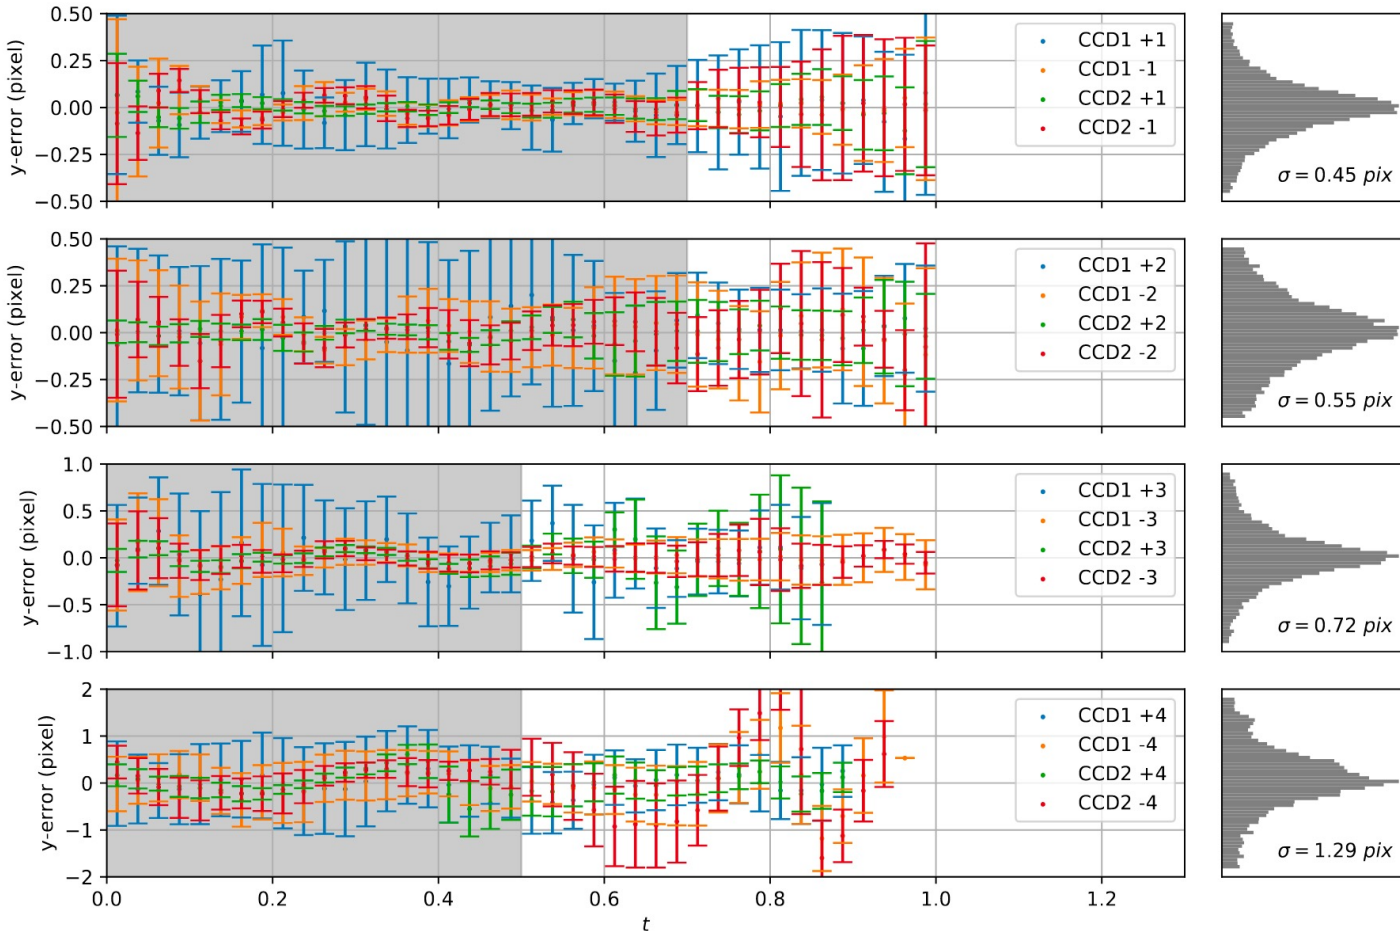 y-error (pixel)
0.50
0.25
0.00
−0.25
−0.50
CCD1 +1
CCD1 -1
CCD2 +1
CCD2 -1
σ = 0.45 pix
y-error (pixel)
0.50
0.25
0.00
−0.25
−0.50
CCD1 +2
CCD1 -2
CCD2 +2
CCD2 -2
σ = 0.55 pix
y-error (pixel)
1.0
0.5
0.0
−0.5
−1.0
CCD1 +3
CCD1 -3
CCD2 +3
CCD2 -3
σ = 0.72 pix
y-error (pixel)
2
1
0
−1
−2
CCD1 +4
CCD1 -4
CCD2 +4
CCD2 -4
σ = 1.29 pix
0.0 0.2 0.4 0.6 0.8 1.0 1.2
t